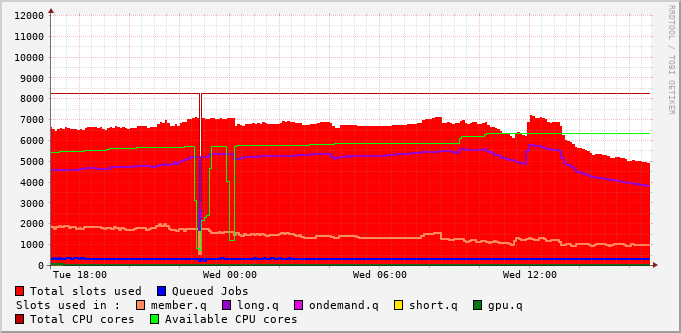 RRDTOOL / TOBI OETIKER
12000
11000
10000
9000
8000
7000
6000
5000
4000
3000
2000
1000
0
Tue 18:00 Wed 00:00 Wed 06:00 Wed 12:00
Total slots used Queued Jobs
Slots used in : member.q long.q ondemand.q short.q gpu.q
Total CPU cores Available CPU cores